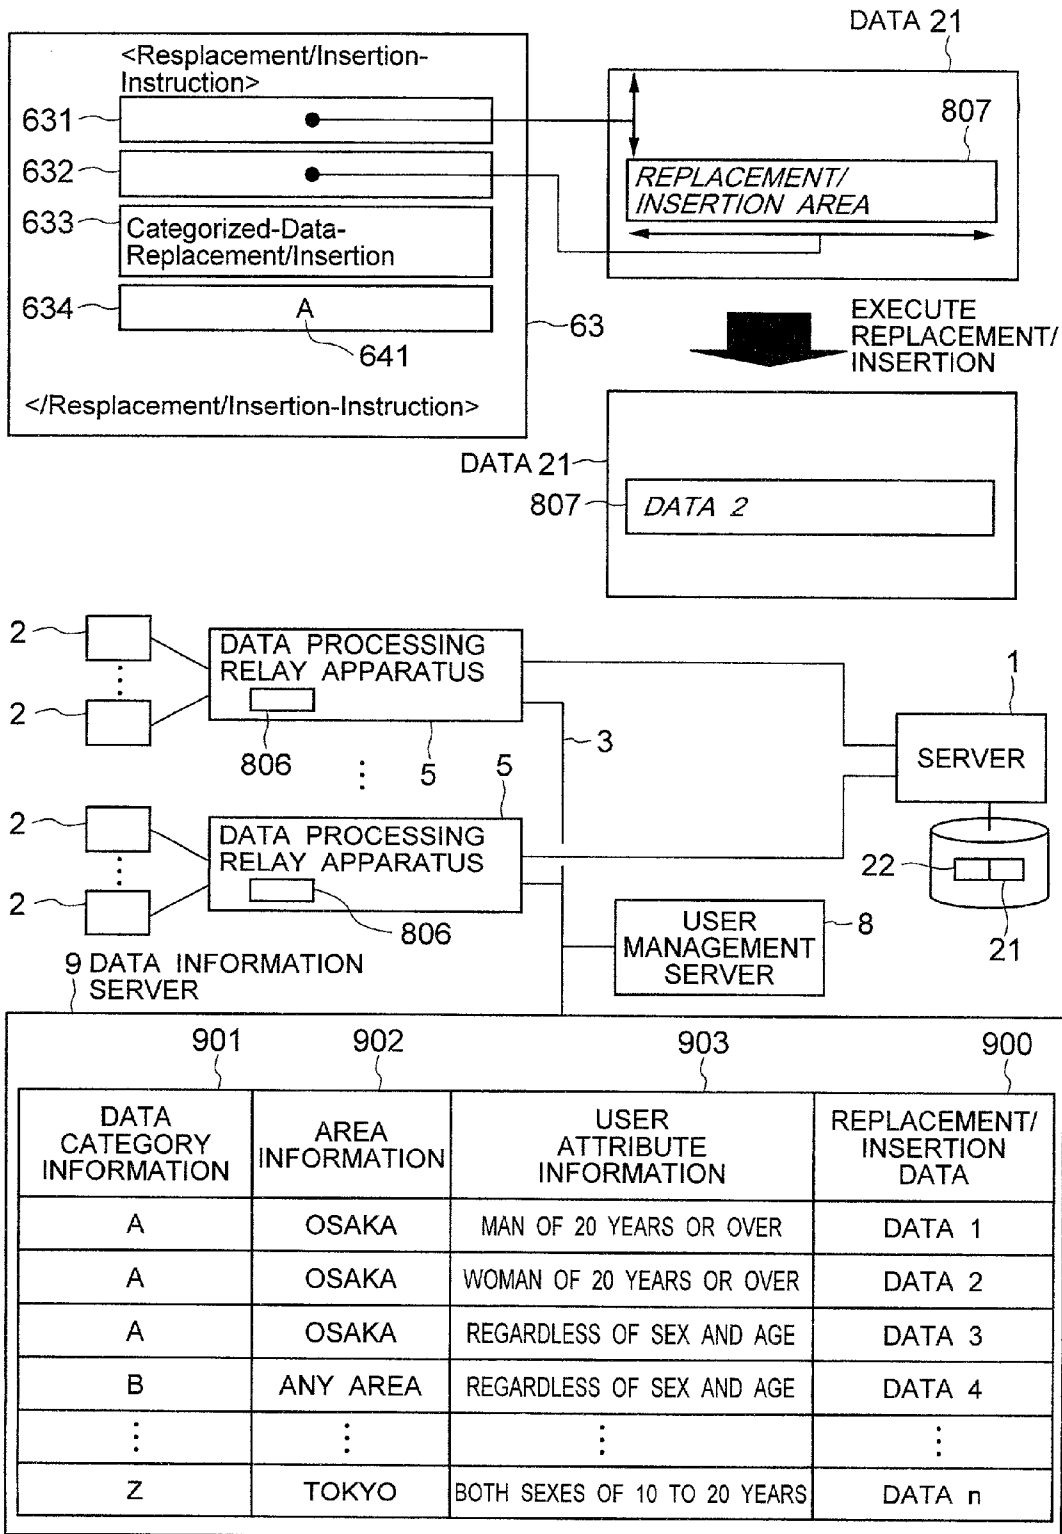 DATA 21
<Resplacement/Insertion-
Instruction>
631
632
633
Categorized-Data-
Replacement/Insertion
634
A
641
63
</Resplacement/Insertion-Instruction>
807
REPLACEMENT/
INSERTION AREA
EXECUTE
REPLACEMENT/
INSERTION
DATA 21
807
DATA 2
2
2
DATA PROCESSING
RELAY APPARATUS
806
5
3
1
SERVER
2
2
5
DATA PROCESSING
RELAY APPARATUS
806
22
21
USER
MANAGEMENT
SERVER
8
9 DATA INFORMATION
SERVER
901
902
903
900
DATA
CATEGORY
INFORMATION
AREA
INFORMATION
USER
ATTRIBUTE
INFORMATION
REPLACEMENT/
INSERTION
DATA
A
OSAKA
MAN OF 20 YEARS OR OVER
DATA 1
A
OSAKA
WOMAN OF 20 YEARS OR OVER
DATA 2
A
OSAKA
REGARDLESS OF SEX AND AGE
DATA 3
B
ANY AREA
REGARDLESS OF SEX AND AGE
DATA 4
Z
TOKYO
BOTH SEXES OF 10 TO 20 YEARS
DATA n